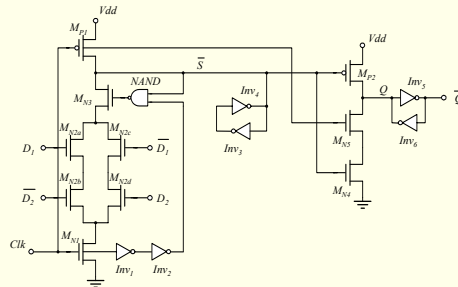 Vdd
M_P1
Vdd
NAND
S̅
M_P2
Inv_4
Q
Inv_5
Q̅
M_N3
Inv_3
M_N5
Inv_6
M_N2a
M_N2c
D_1
D̅_1
M_N2b
M_N2d
D̅_2
D_2
M_N4
M_N1
Clk
Inv_1
Inv_2